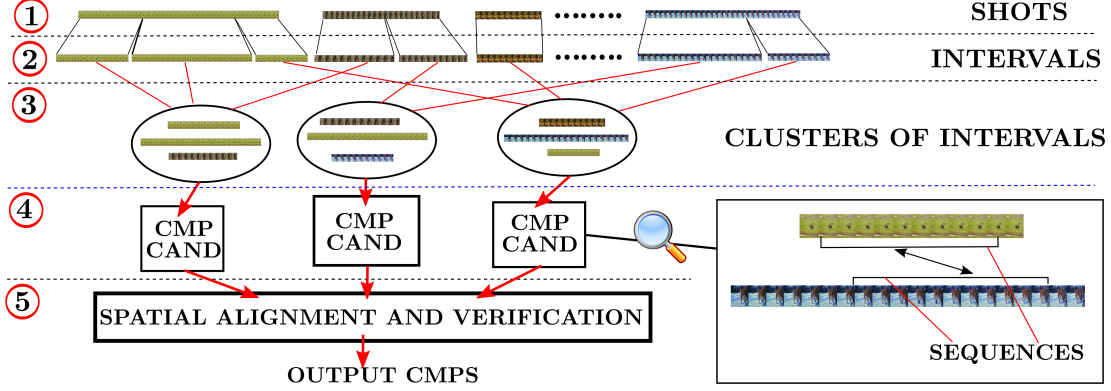 1 SHOTS
2 INTERVALS
3
CLUSTERS OF INTERVALS
4
CMP
CAND
CMP
CAND
CMP
CAND
5
SPATIAL ALIGNMENT AND VERIFICATION
SEQUENCES
OUTPUT CMPS